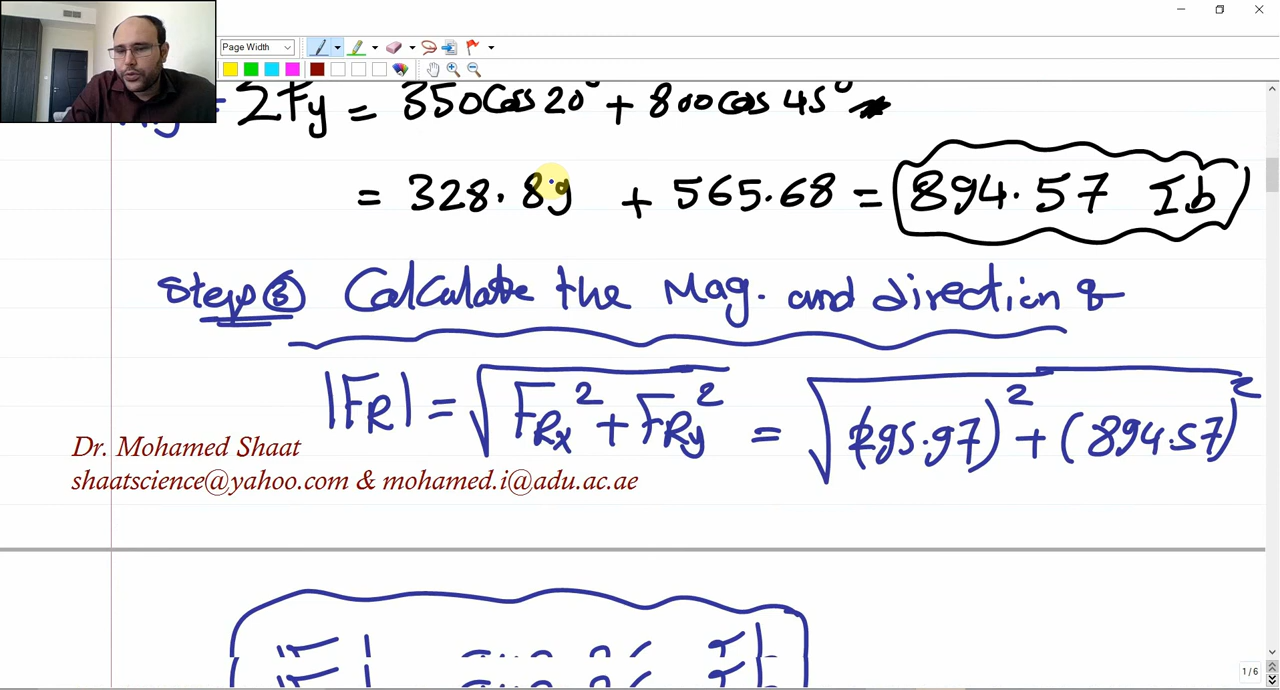 Page Width
ΣFy = 350 Cos 20° + 800 Cos 45°
= 328.89 + 565.68 = 894.57 Ib
Step ③ Calculate the Mag. and direction of
|FR| = √(FRx² + FRy²) = √((295.97)² + (894.57)²)
Dr. Mohamed Shaat
shaatscience@yahoo.com & mohamed.i@adu.ac.ae
1/6